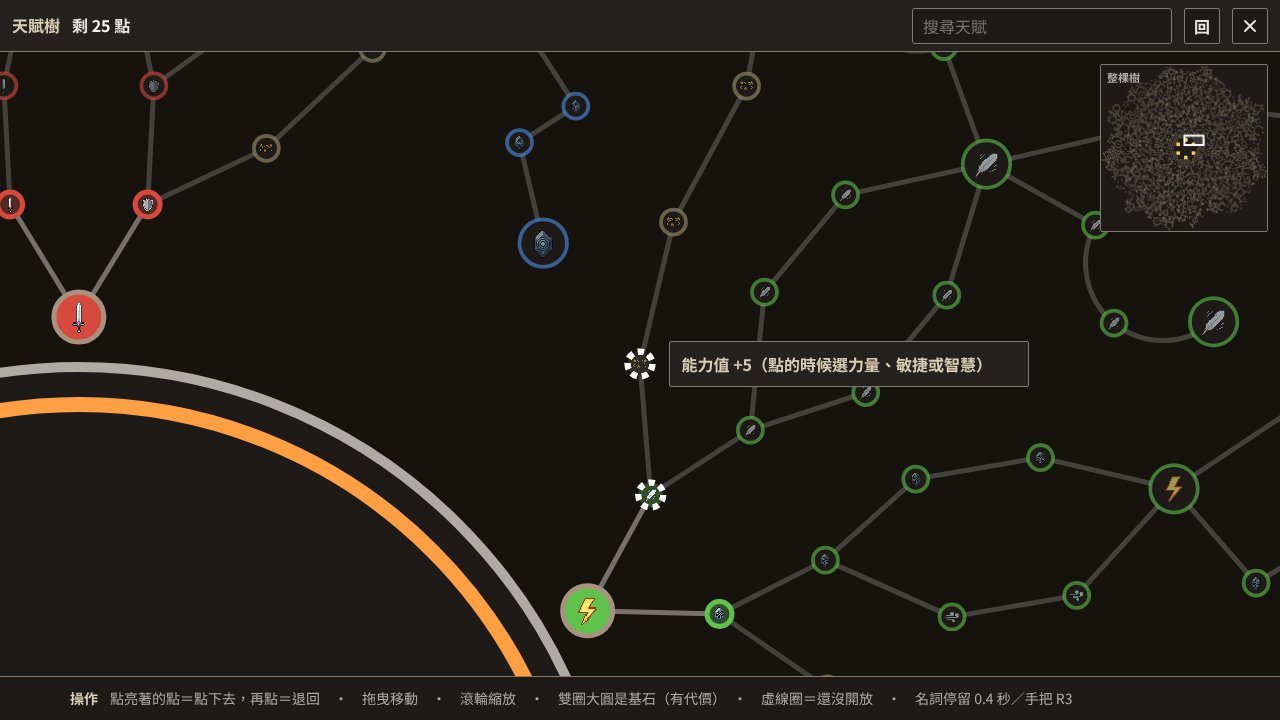 天賦樹 剩 25 點
搜尋天賦
回
整棵樹
能力值 +5（點的時候選力量、敏捷或智慧）
操作 點亮著的點＝點下去，再點＝退回 · 拖曳移動 · 滾輪縮放 · 雙圈大圓是基石（有代價） · 虛線圈＝還沒開放 · 名詞停留 0.4 秒／手把 R3